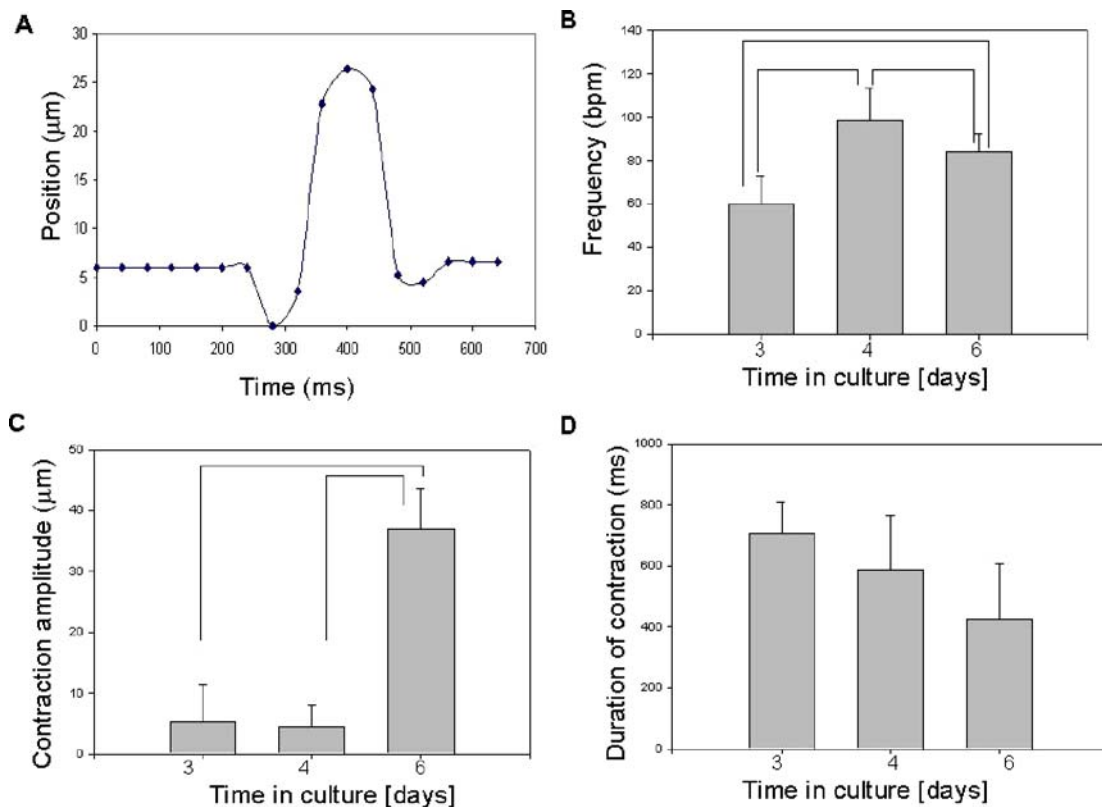 A
30
25
20
15
10
5
0
Position (μm)
0 100 200 300 400 500 600 700
Time (ms)
B
140
120
100
80
60
40
20
0
Frequency (bpm)
3 4 6
Time in culture [days]
C
50
40
30
20
10
0
Contraction amplitude (μm)
3 4 6
Time in culture [days]
D
1000
800
600
400
200
0
Duration of contraction (ms)
3 4 6
Time in culture [days]